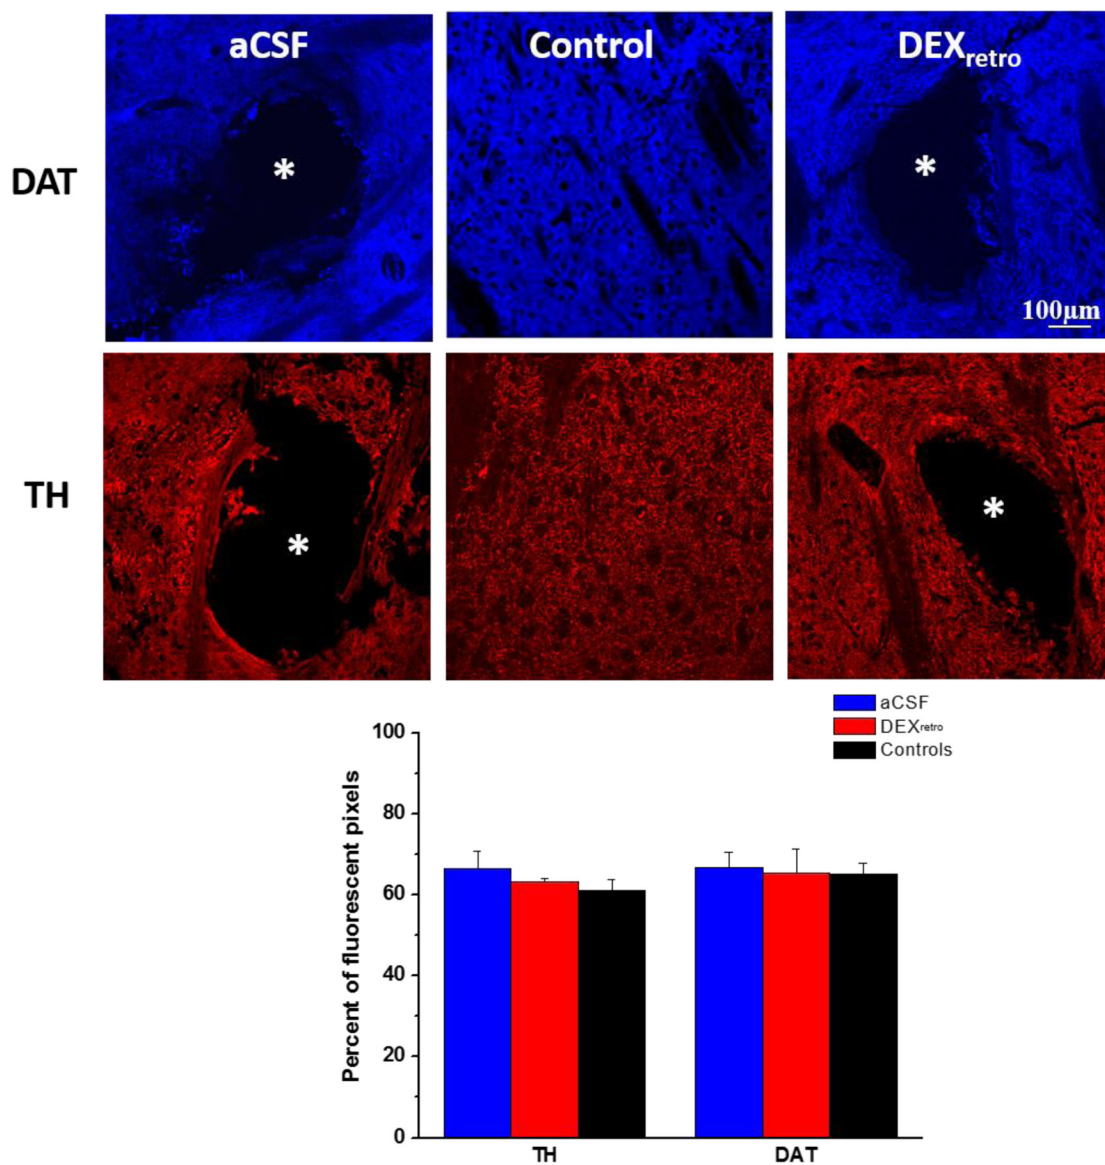 aCSF Control DEXretro
DAT
*
*
100µm
TH
*
*
aCSF
DEXretro
Controls
Percent of fluorescent pixels
100
80
60
40
20
0
TH DAT